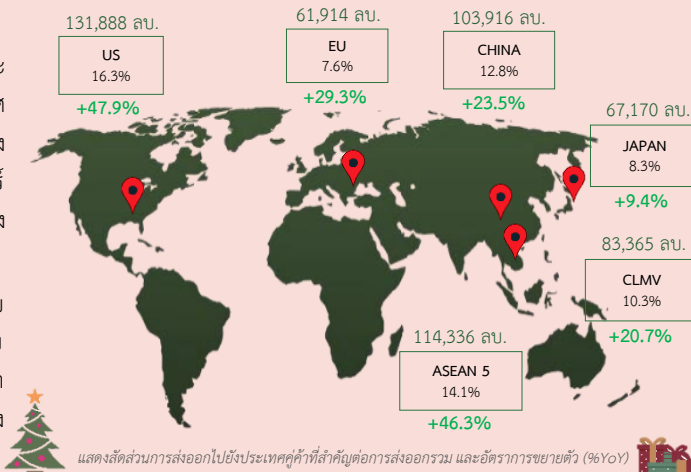 131,888 ลบ.
US
16.3%
+47.9%
61,914 ลบ.
EU
7.6%
+29.3%
103,916 ลบ.
CHINA
12.8%
+23.5%
67,170 ลบ.
JAPAN
8.3%
+9.4%
83,365 ลบ.
CLMV
10.3%
+20.7%
114,336 ลบ.
ASEAN 5
14.1%
+46.3%
แสดงสัดส่วนการส่งออกไปยังประเทศคู่ค้าที่สำคัญต่อการส่งออกรวม และอัตราการขยายตัว (%YoY)